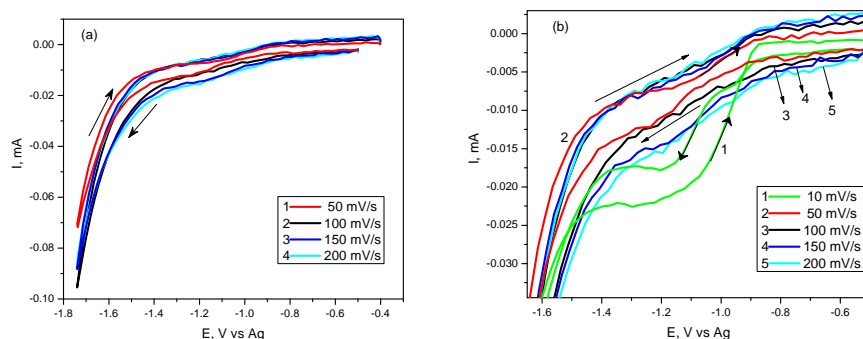 (a)
0.00
-0.02
-0.04
-0.06
-0.08
-0.10
I, mA
1 50 mV/s
2 100 mV/s
3 150 mV/s
4 200 mV/s
-1.8 -1.6 -1.4 -1.2 -1.0 -0.8 -0.6 -0.4
E, V vs Ag
(b)
0.000
-0.005
-0.010
-0.015
-0.020
-0.025
-0.030
I, mA
2
3
4
5
1
1 10 mV/s
2 50 mV/s
3 100 mV/s
4 150 mV/s
5 200 mV/s
-1.6 -1.4 -1.2 -1.0 -0.8 -0.6
E, V vs Ag